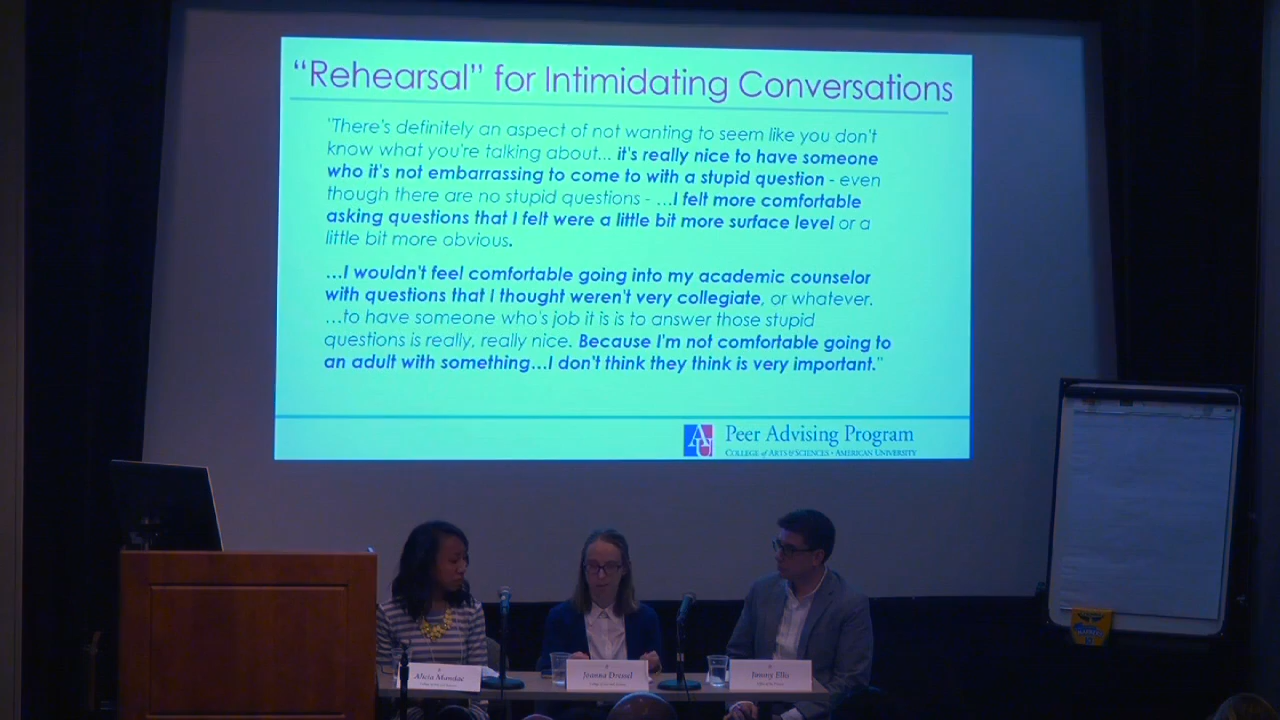 “Rehearsal” for Intimidating Conversations
"There's definitely an aspect of not wanting to seem like you don't
know what you're talking about... it's really nice to have someone
who it's not embarrassing to come to with a stupid question - even
though there are no stupid questions - ...I felt more comfortable
asking questions that I felt were a little bit more surface level or a
little bit more obvious.
...I wouldn't feel comfortable going into my academic counselor
with questions that I thought weren't very collegiate, or whatever.
...to have someone who's job it is is to answer those stupid
questions is really, really nice. Because I'm not comfortable going to
an adult with something...I don't think they think is very important."
AU
Peer Advising Program
COLLEGE of ARTS & SCIENCES • AMERICAN UNIVERSITY
Alicia
Joanna
Jimmy Ellis